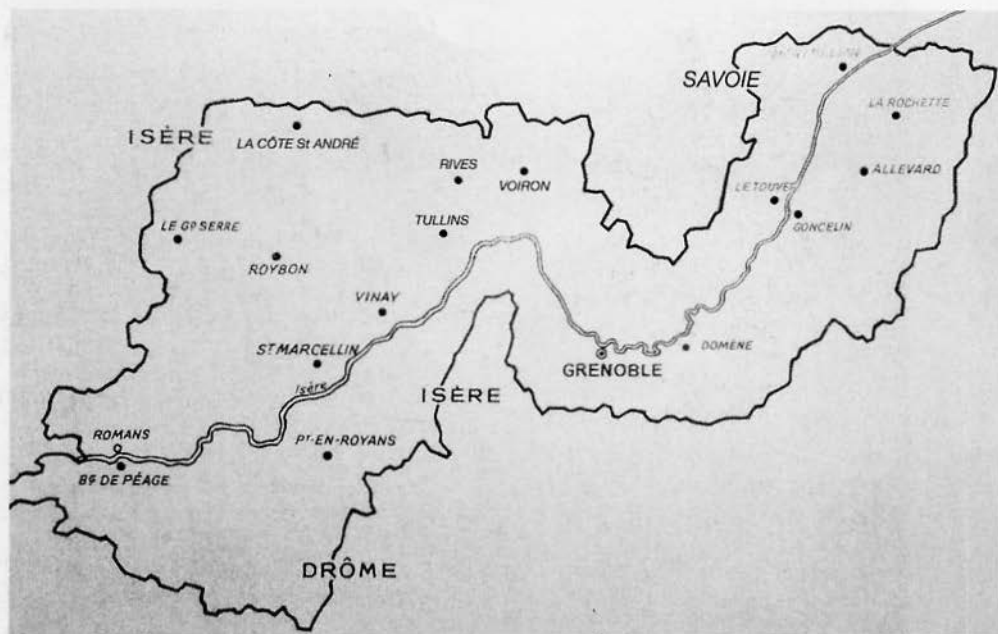 MONTMÉLIAN
SAVOIE
LA ROCHETTE
ISÈRE
LA CÔTE St ANDRÉ
RIVES
VOIRON
ALLEVARD
LE TOUVET
GONCELIN
LE Gd SERRE
TULLINS
ROYBON
VINAY
St MARCELLIN
DOMÈNE
GRENOBLE
Isère
ISÈRE
ROMANS
Pt-EN-ROYANS
Bg DE PÉAGE
DRÔME